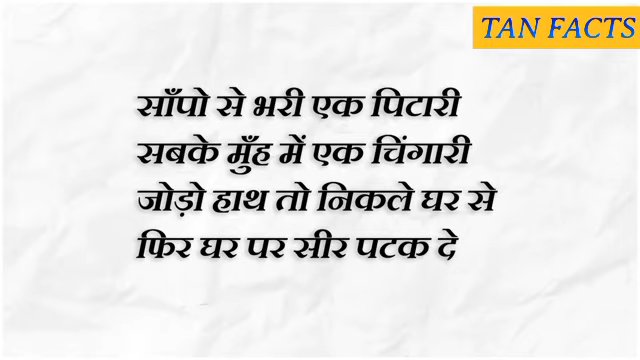 TAN FACTS
साँपो से भरी एक पिटारी
सबके मुँह में एक चिंगारी
जोड़ो हाथ तो निकले घर से
फिर घर पर सीर पटक दे